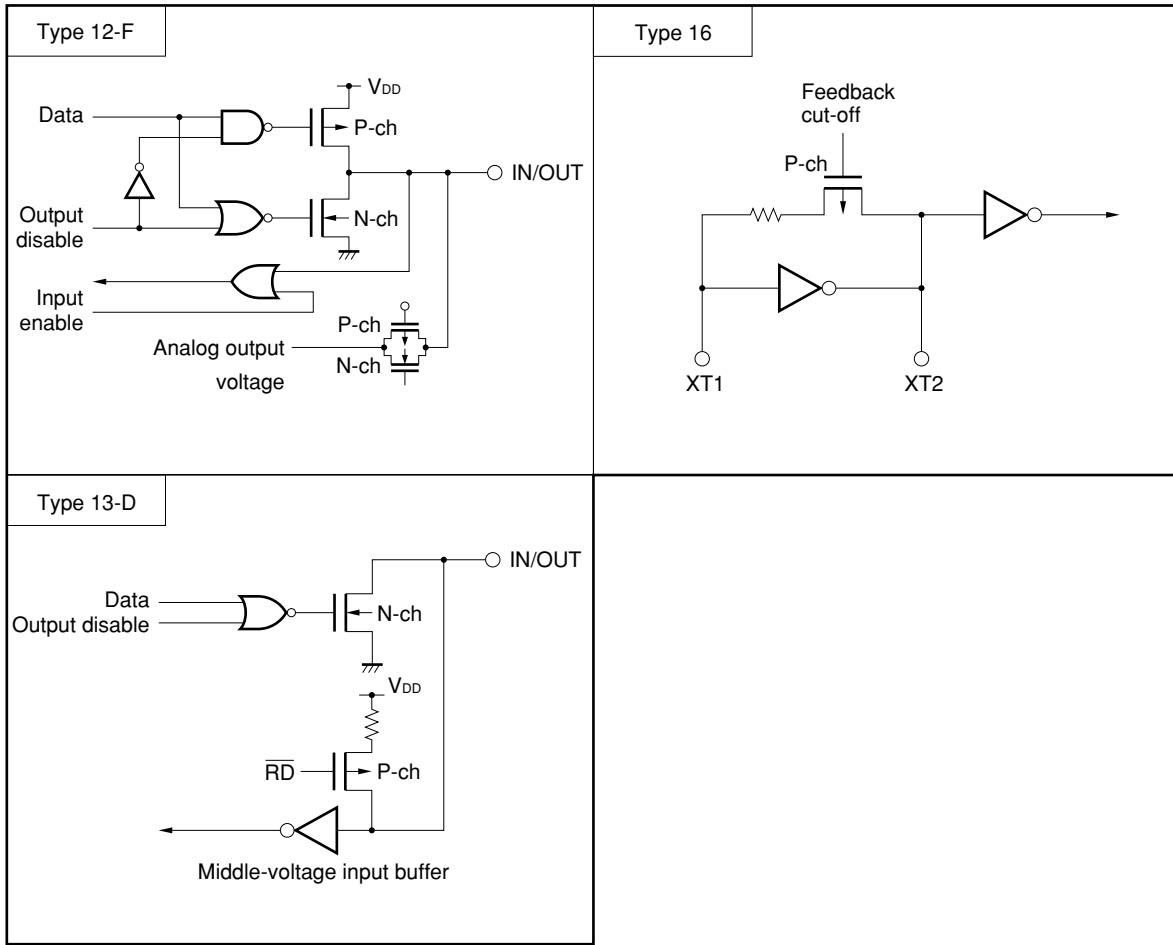 Type 12-F
VDD
Data
P-ch
IN/OUT
Output
disable
N-ch
Input
enable
P-ch
Analog output
voltage
N-ch
Type 16
Feedback
cut-off
P-ch
XT1
XT2
Type 13-D
IN/OUT
Data
Output disable
N-ch
VDD
RD
P-ch
Middle-voltage input buffer